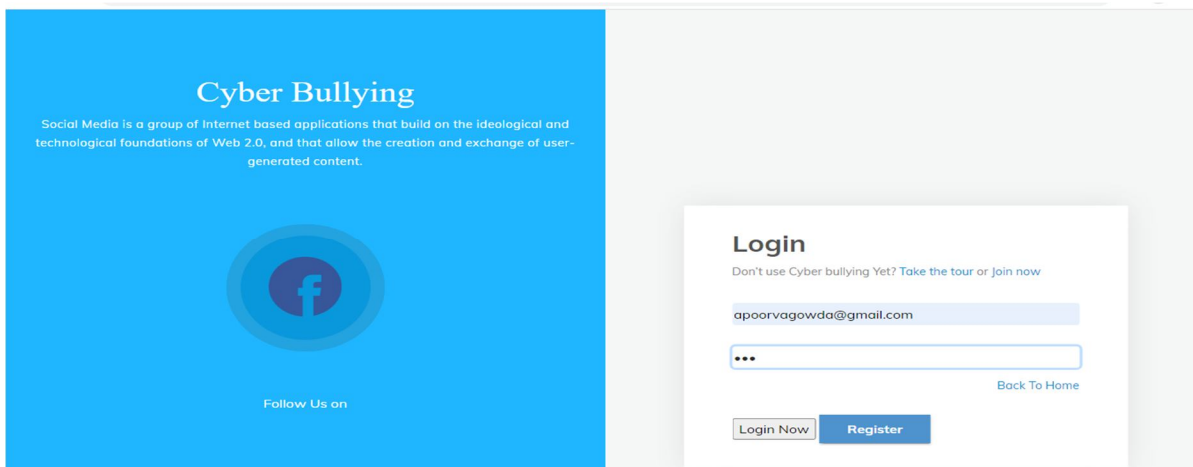 Cyber Bullying
Social Media is a group of Internet based applications that build on the ideological and
technological foundations of Web 2.0, and that allow the creation and exchange of user-
generated content.
f
Follow Us on
Login
Don't use Cyber bullying Yet? Take the tour or Join now
apoorvagowda@gmail.com
•••
Back To Home
Login Now Register